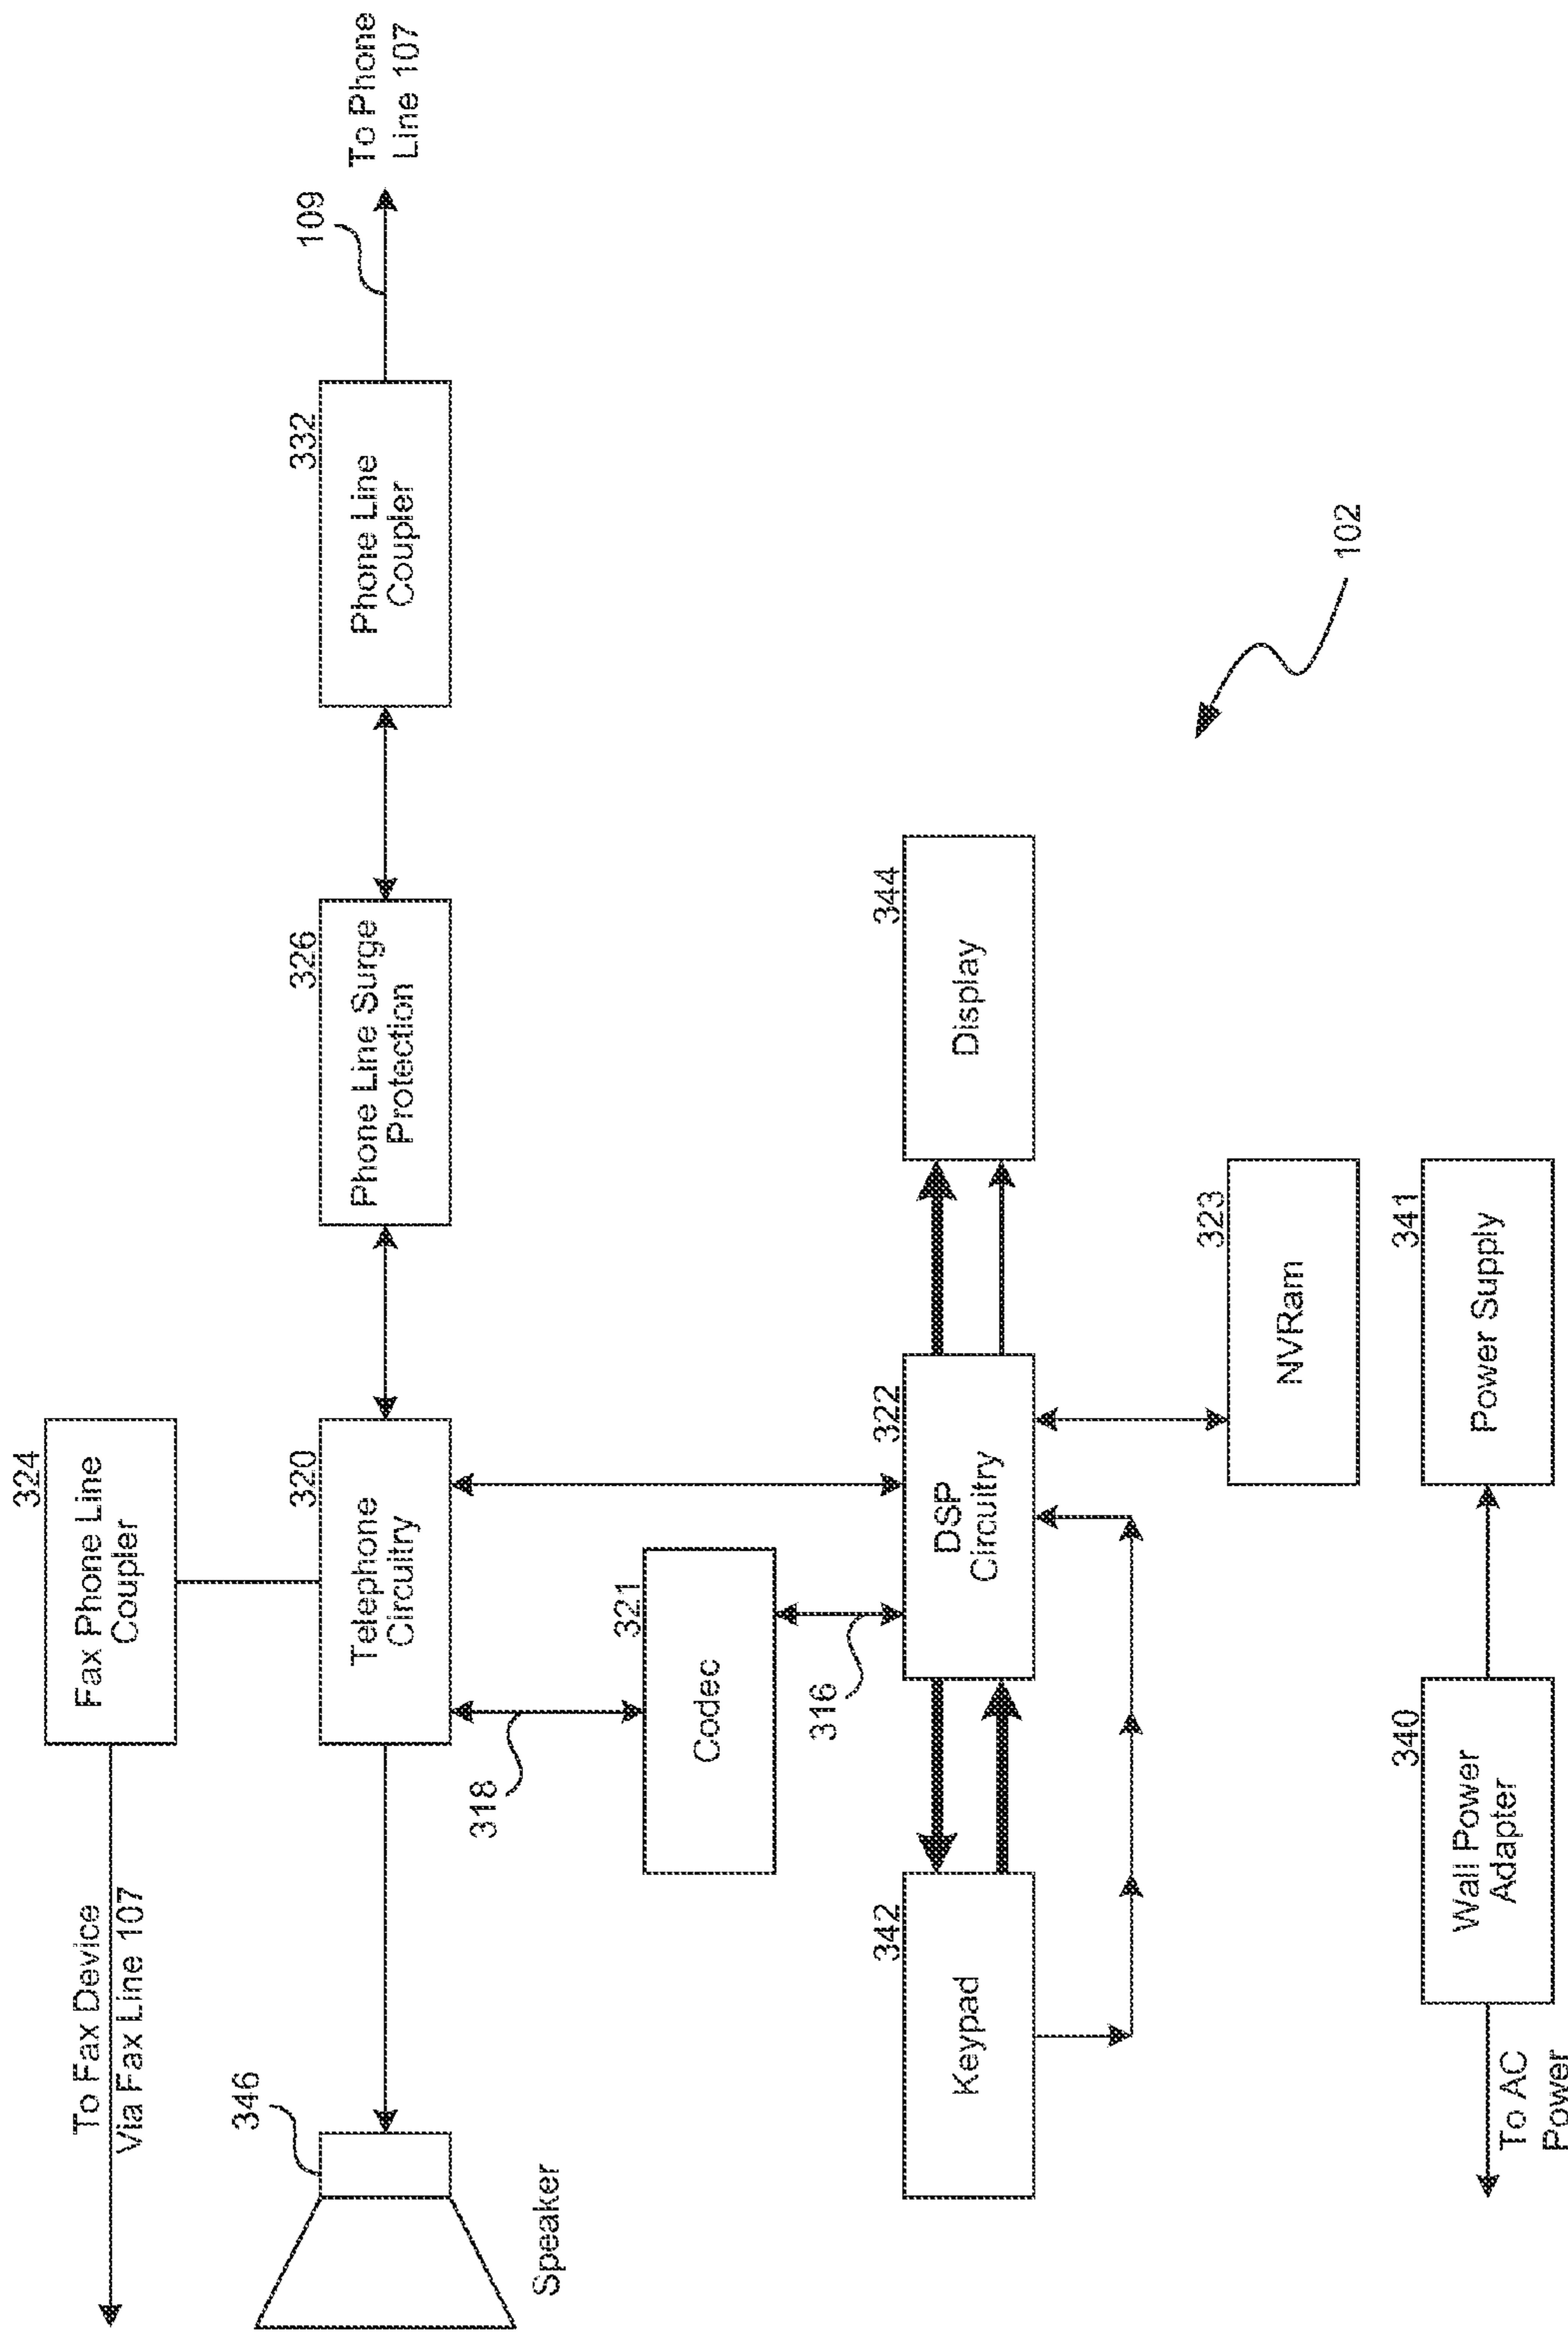 324
Fax Phone Line
Coupler
To Fax Device
Via Fax Line 107
346
Speaker
320
Telephone
Circuitry
326
Phone Line Surge
Protection
332
Phone Line
Coupler
109
To Phone
Line 107
318
321
Codec
316
342
Keypad
322
DSP
Circuitry
344
Display
323
NVRam
102
To AC
Power
340
Wall Power
Adapter
341
Power Supply